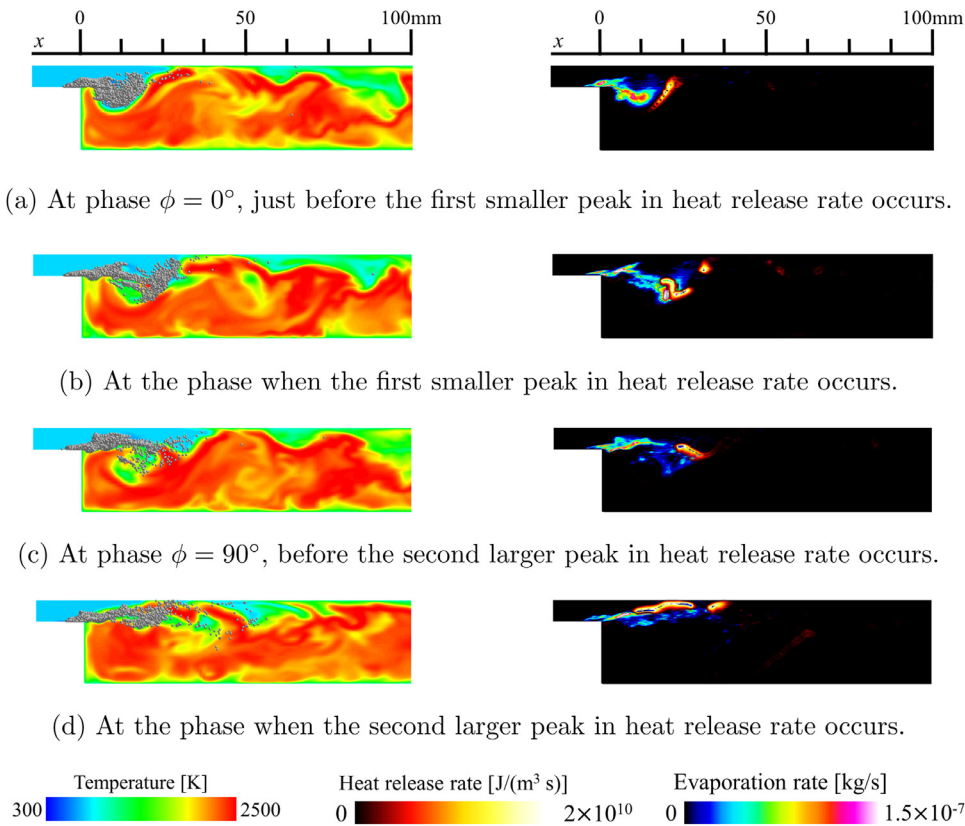 0 50 100mm 0 50 100mm
x x
(a) At phase ϕ = 0°, just before the first smaller peak in heat release rate occurs.
(b) At the phase when the first smaller peak in heat release rate occurs.
(c) At phase ϕ = 90°, before the second larger peak in heat release rate occurs.
(d) At the phase when the second larger peak in heat release rate occurs.
Temperature [K] Heat release rate [J/(m³ s)] Evaporation rate [kg/s]
300 2500 0 2×10¹⁰ 0 1.5×10⁻⁷